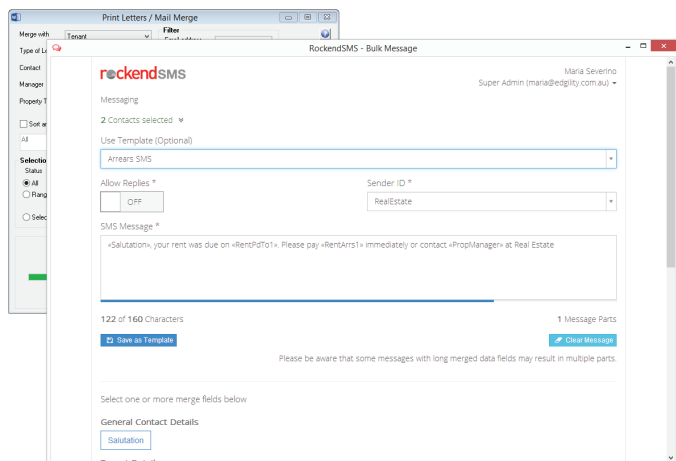 Print Letters / Mail Merge
Merge with Tenant
Filter
Type of
Contact
Manager
Property T
Sort
All
Selectio
Status
All
Rang
Selec
RockendSMS - Bulk Message
rockendSMS
Maria Severino
Super Admin (maria@edgility.com.au)
Messaging
2 Contacts selected
Use Template (Optional)
Arrears SMS
Allow Replies * Sender ID *
OFF RealEstate
SMS Message *
«Salutation», your rent was due on «RentPdTo1». Please pay «RentArrs1» immediately or contact «PropManager» at Real Estate
122 of 160 Characters 1 Message Parts
Save as Template Clear Message
Please be aware that some messages with long merged data fields may result in multiple parts.
Select one or more merge fields below
General Contact Details
Salutation